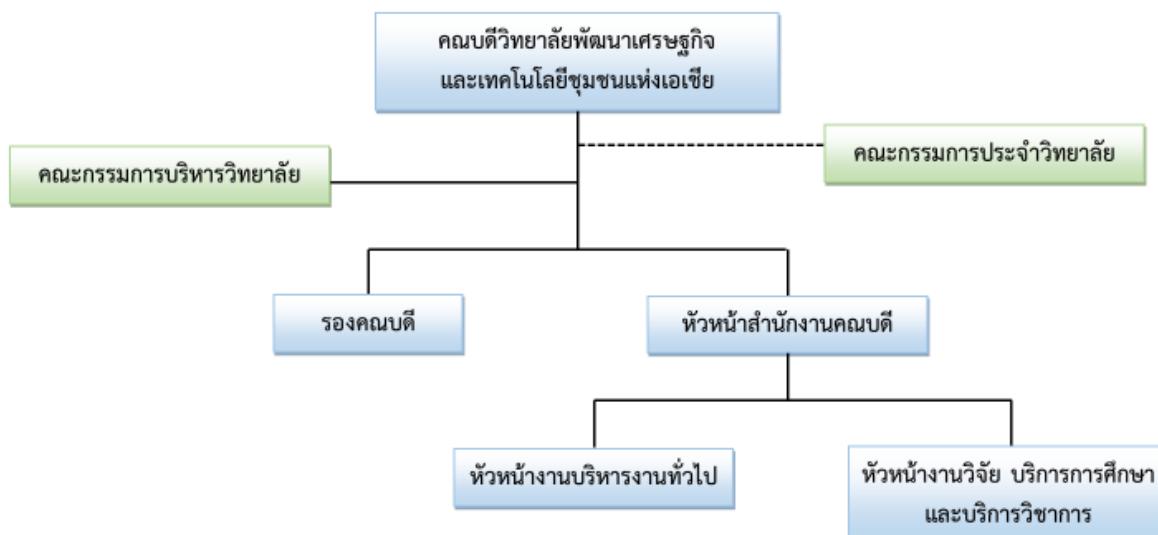 คณบดีวิทยาลัยพัฒนาเศรษฐกิจ
และเทคโนโลยีชุมชนแห่งเอเชีย
คณะกรรมการประจำวิทยาลัย
คณะกรรมการบริหารวิทยาลัย
รองคณบดี
หัวหน้าสำนักงานคณบดี
หัวหน้างานบริหารงานทั่วไป
หัวหน้างานวิจัย บริการการศึกษา
และบริการวิชาการ